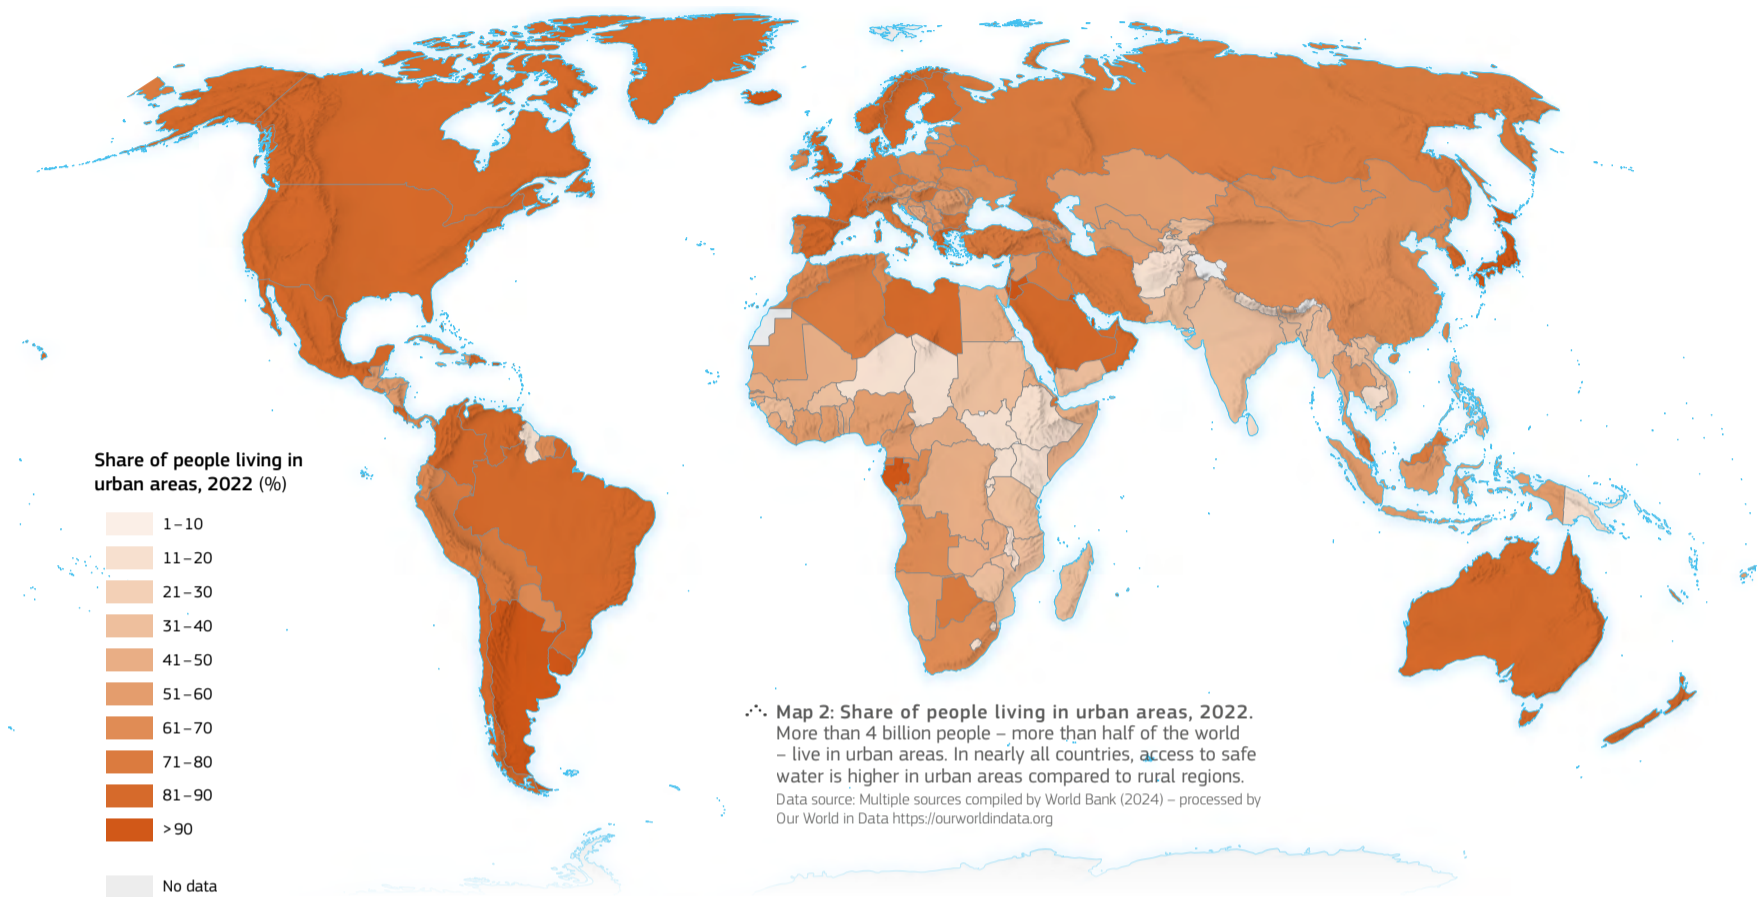 Share of people living in
urban areas, 2022 (%)
1–10
11–20
21–30
31–40
41–50
51–60
61–70
71–80
81–90
>90
No data
Map 2: Share of people living in urban areas, 2022.
More than 4 billion people – more than half of the world
– live in urban areas. In nearly all countries, access to safe
water is higher in urban areas compared to rural regions.
Data source: Multiple sources compiled by World Bank (2024) – processed by
Our World in Data https://ourworldindata.org